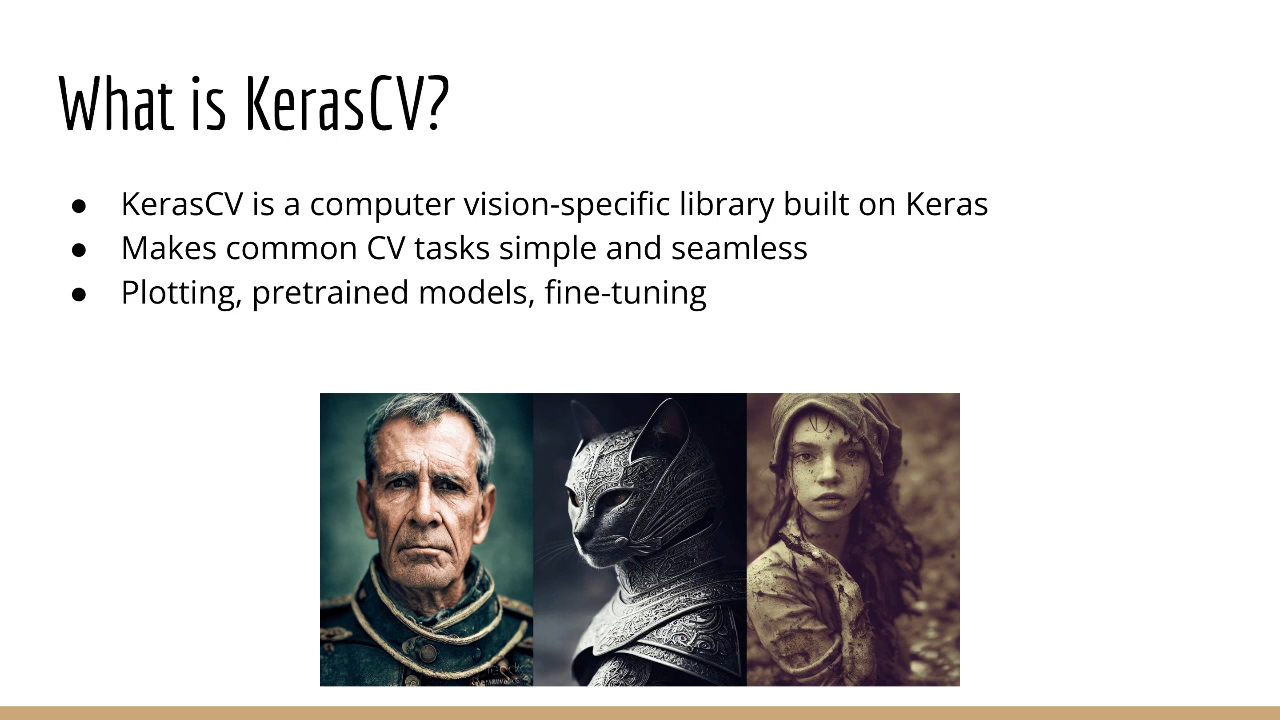 What is KerasCV?
● KerasCV is a computer vision-specific library built on Keras
● Makes common CV tasks simple and seamless
● Plotting, pretrained models, fine-tuning